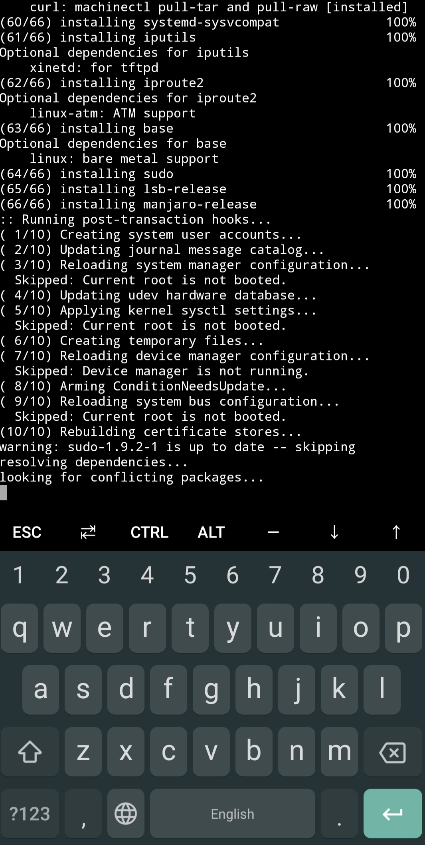 curl: machinectl pull-tar and pull-raw [installed]
(60/66) installing systemd-sysvcompat 100%
(61/66) installing iputils 100%
Optional dependencies for iputils
    xinetd: for tftpd
(62/66) installing iproute2 100%
Optional dependencies for iproute2
    linux-atm: ATM support
(63/66) installing base 100%
Optional dependencies for base
    linux: bare metal support
(64/66) installing sudo 100%
(65/66) installing lsb-release 100%
(66/66) installing manjaro-release 100%
:: Running post-transaction hooks...
( 1/10) Creating system user accounts...
( 2/10) Updating journal message catalog...
( 3/10) Reloading system manager configuration...
  Skipped: Current root is not booted.
( 4/10) Updating udev hardware database...
( 5/10) Applying kernel sysctl settings...
  Skipped: Current root is not booted.
( 6/10) Creating temporary files...
( 7/10) Reloading device manager configuration...
  Skipped: Device manager is not running.
( 8/10) Arming ConditionNeedsUpdate...
( 9/10) Reloading system bus configuration...
  Skipped: Current root is not booted.
(10/10) Rebuilding certificate stores...
warning: sudo-1.9.2-1 is up to date -- skipping
resolving dependencies...
looking for conflicting packages...
ESC ⇄ CTRL ALT – ↓ ↑
1 2 3 4 5 6 7 8 9 0
q w e r t y u i o p
a s d f g h j k l
z x c v b n m
?123 , English .